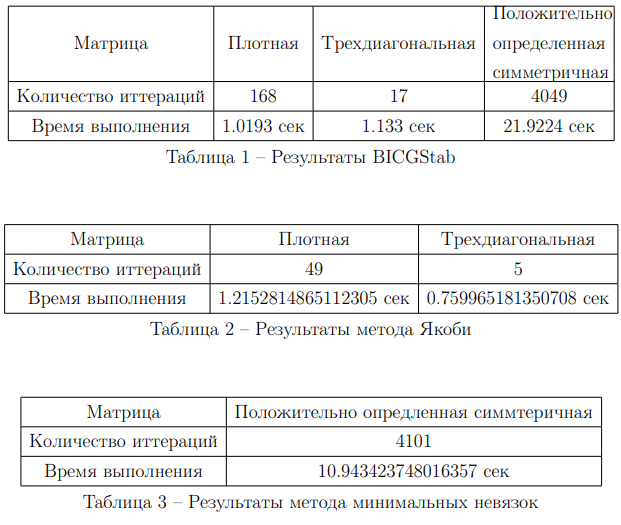 Матрица Плотная Трехдиагональная Положительно
определенная
симметричная
Количество иттераций 168 17 4049
Время выполнения 1.0193 сек 1.133 сек 21.9224 сек
Таблица 1 – Результаты BICGStab
Матрица Плотная Трехдиагональная
Количество иттераций 49 5
Время выполнения 1.2152814865112305 сек 0.759965181350708 сек
Таблица 2 – Результаты метода Якоби
Матрица Положительно опредленная симмтеричная
Количество иттераций 4101
Время выполнения 10.943423748016357 сек
Таблица 3 – Результаты метода минимальных невязок